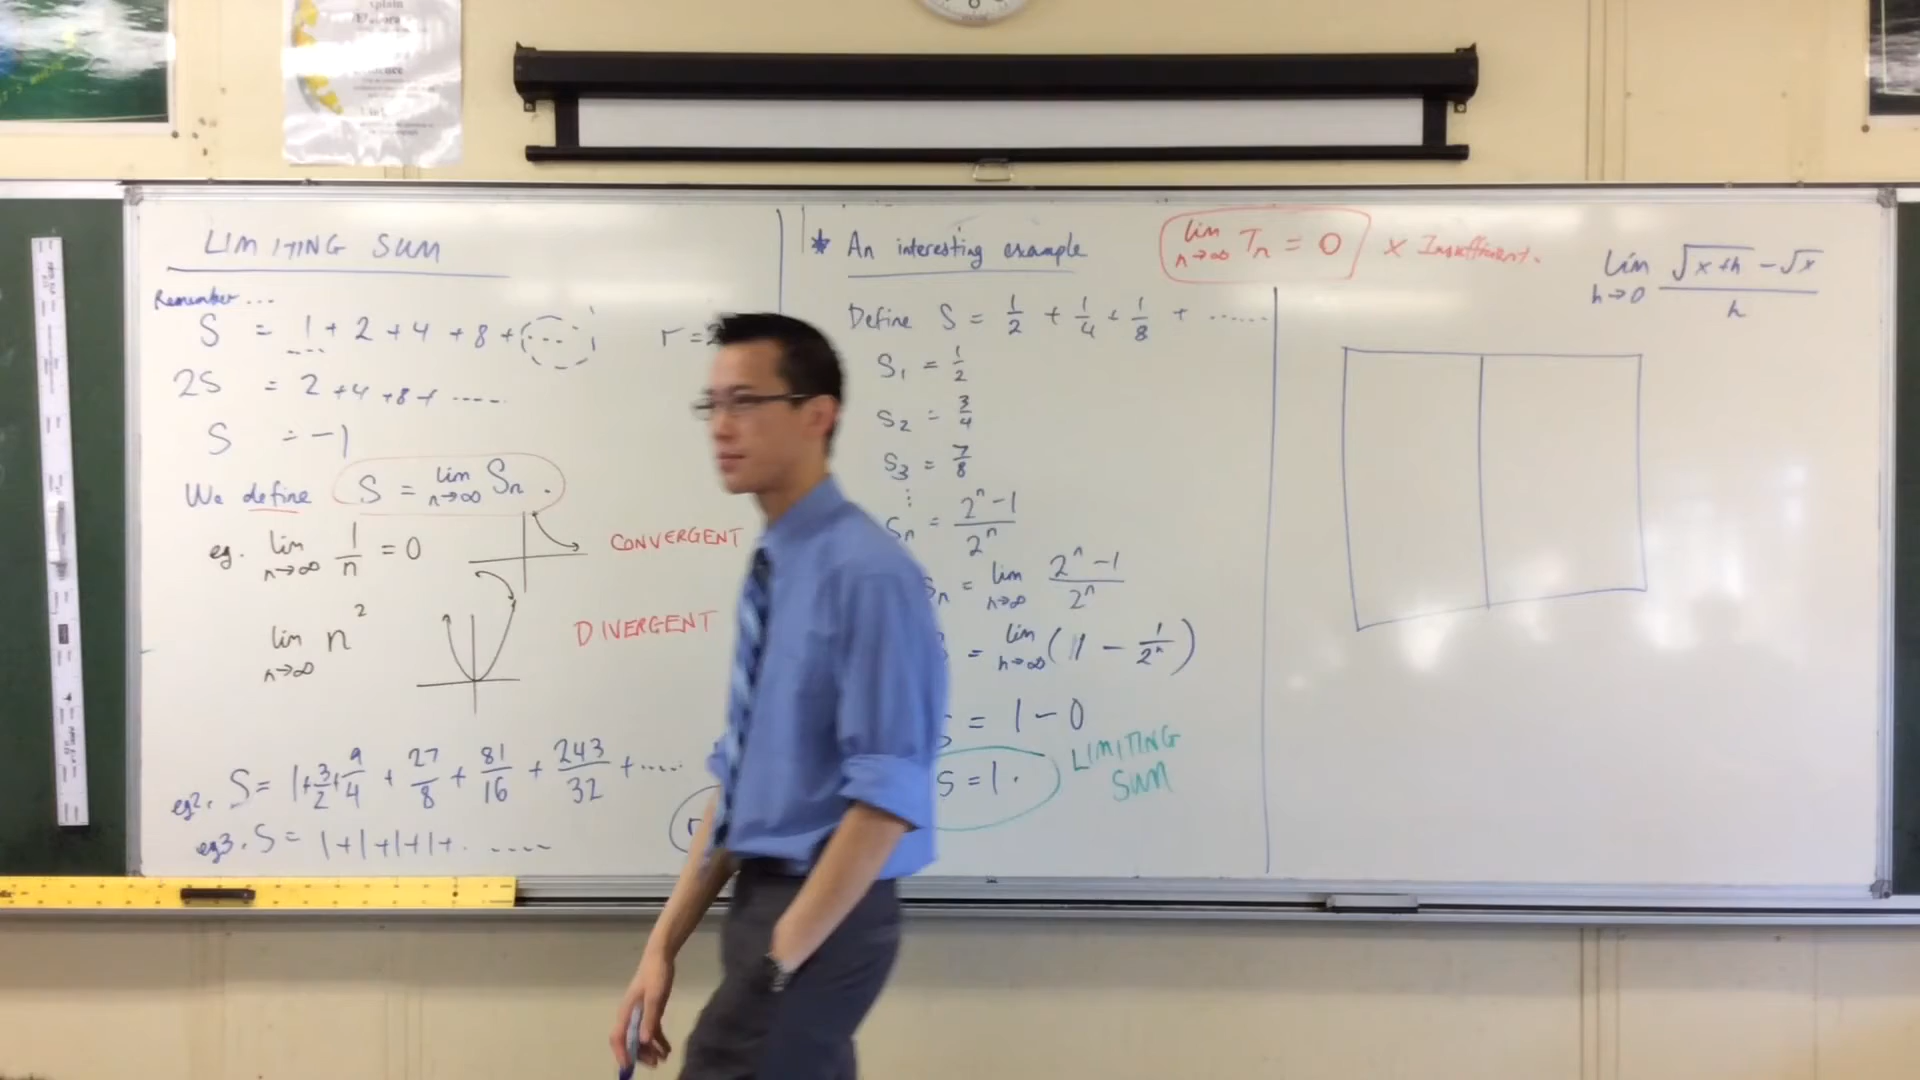 LIMITING SUM
Remember...
S = 1 + 2 + 4 + 8 + ...
r = 2
2S = 2 + 4 + 8 + .....
S = -1
We define S = lim n→∞ Sn.
eg. lim n→∞ 1/n = 0
CONVERGENT
lim n→∞ n²
DIVERGENT
eg2. S = 1 + 3/2 + 9/4 + 27/8 + 81/16 + 243/32 + .....
eg3. S = 1+1+1+1+. .....
* An interesting example
Define S = 1/2 + 1/4 + 1/8 + ......
S₁ = 1/2
S₂ = 3/4
S₃ = 7/8
⋮
Sn = (2ⁿ-1)/2ⁿ
Sn = lim n→∞ (2ⁿ-1)/2ⁿ
= lim n→∞ (1 - 1/2ⁿ)
S = 1 - 0
S = 1.
LIMITING
SUM
lim n→∞ Tn = 0 × Insufficient.
lim h→0 (√x+h - √x)/h